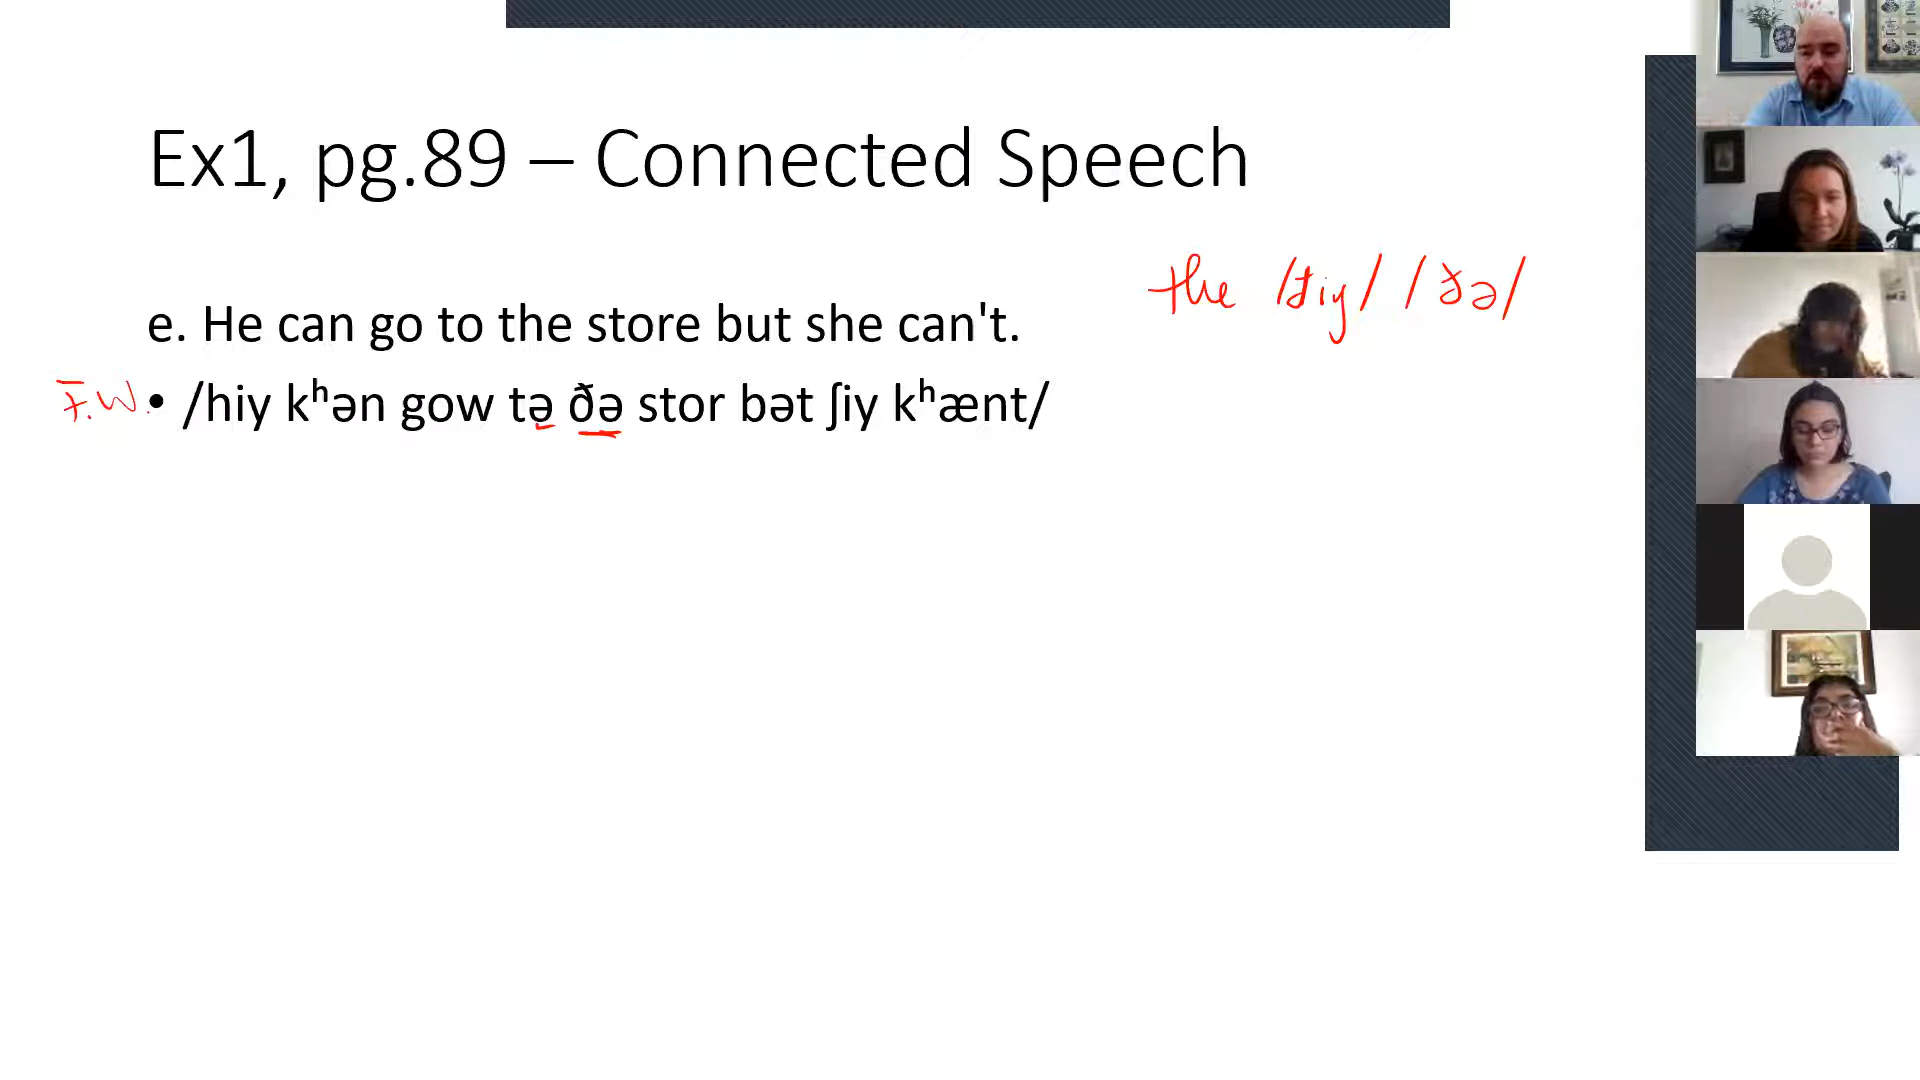 Ex1, pg.89 – Connected Speech
the /ðiy/ /ðə/
e. He can go to the store but she can't.
F.W. • /hiy kʰən gow tə ðə stor bət ʃiy kʰænt/